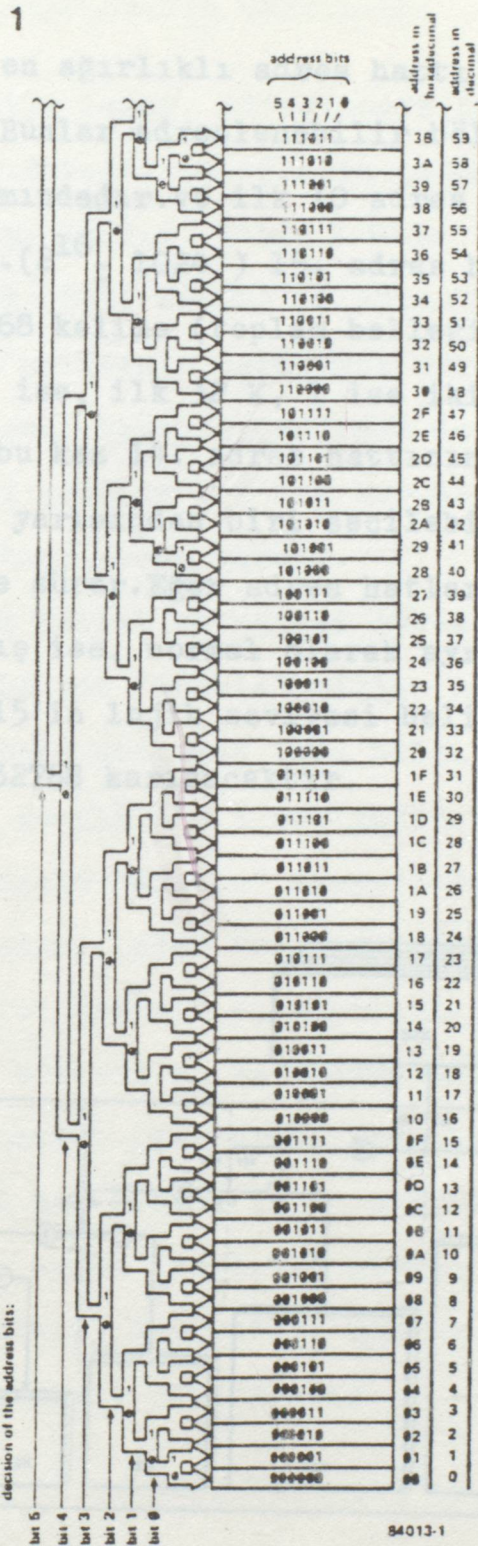 1
address bits
address in hexadecimal
address in decimal
5 4 3 2 1 0
111011 3B 59
111010 3A 58
111001 39 57
111000 38 56
110111 37 55
110110 36 54
110101 35 53
110100 34 52
110011 33 51
110010 32 50
110001 31 49
110000 30 48
101111 2F 47
101110 2E 46
101101 2D 45
101100 2C 44
101011 2B 43
101010 2A 42
101001 29 41
101000 28 40
100111 27 39
100110 26 38
100101 25 37
100100 24 36
100011 23 35
100010 22 34
100001 21 33
100000 20 32
011111 1F 31
011110 1E 30
011101 1D 29
011100 1C 28
011011 1B 27
011010 1A 26
011001 19 25
011000 18 24
010111 17 23
010110 16 22
010101 15 21
010100 14 20
010011 13 19
010010 12 18
010001 11 17
010000 10 16
001111 0F 15
001110 0E 14
001101 0D 13
001100 0C 12
001011 0B 11
001010 0A 10
001001 09 9
001000 08 8
000111 07 7
000110 06 6
000101 05 5
000100 04 4
000011 03 3
000010 02 2
000001 01 1
000000 00 0
decision of the address bits:
bit 5
bit 4
bit 3
bit 2
bit 1
bit 0
84013-1